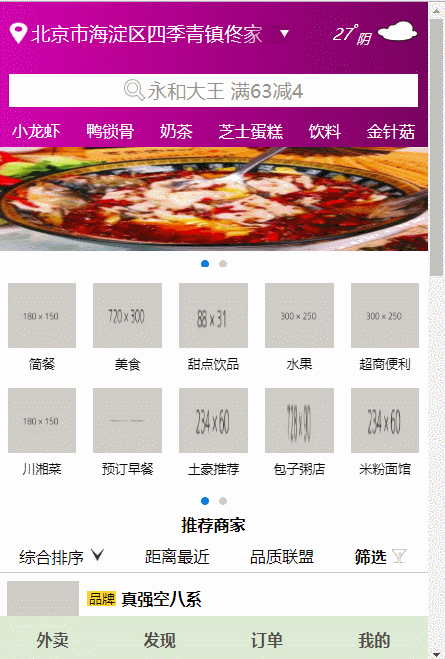 北京市海淀区四季青镇佟家 27° 阴
永和大王 满63减4
小龙虾 鸭锁骨 奶茶 芝士蛋糕 饮料 金针菇
180 x 150 720 x 300 88 x 31 300 x 250 300 x 250
简餐 美食 甜点饮品 水果 超商便利
180 x 150 234 x 60 728 x 90 234 x 60
川湘菜 预订早餐 土豪推荐 包子粥店 米粉面馆
推荐商家
综合排序 距离最近 品质联盟 筛选
品牌 真强空八系
外卖 发现 订单 我的